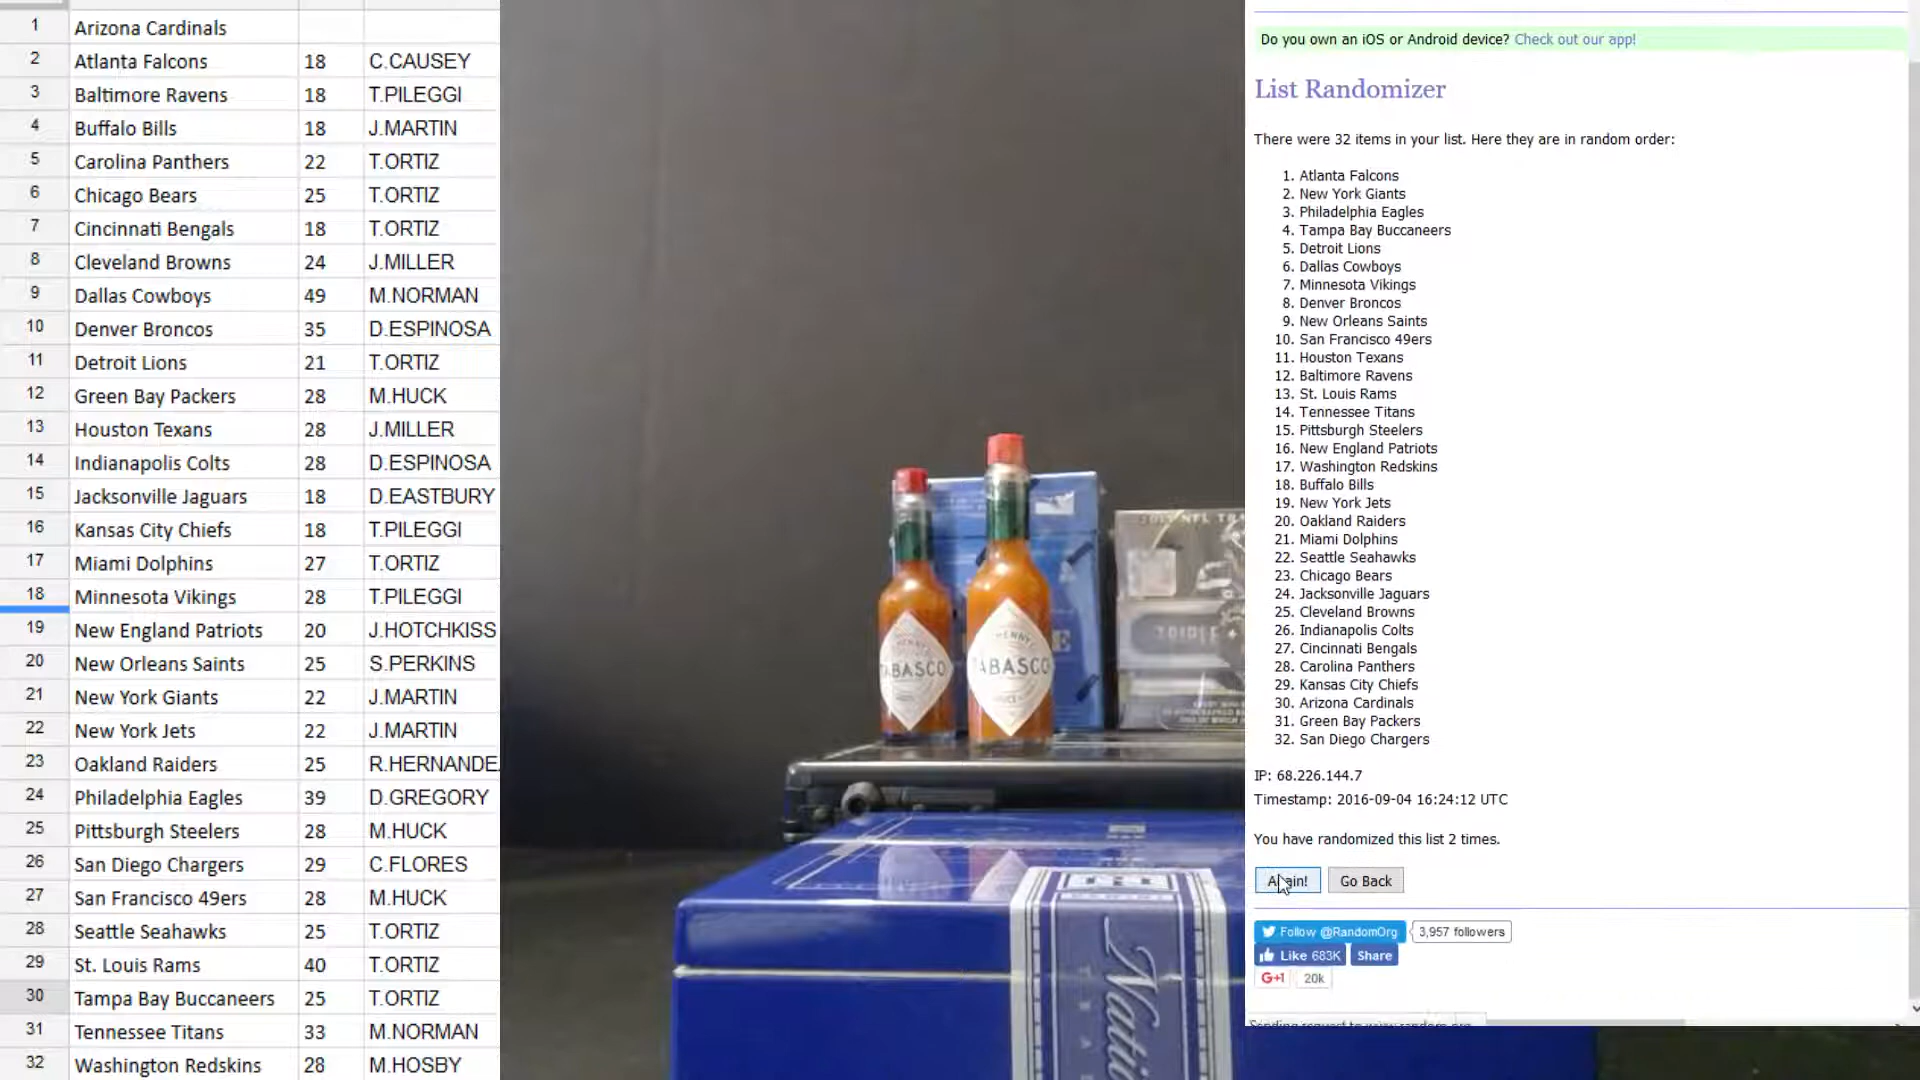 1 Arizona Cardinals
2 Atlanta Falcons 18 C.CAUSEY
3 Baltimore Ravens 18 T.PILEGGI
4 Buffalo Bills 18 J.MARTIN
5 Carolina Panthers 22 T.ORTIZ
6 Chicago Bears 25 T.ORTIZ
7 Cincinnati Bengals 18 T.ORTIZ
8 Cleveland Browns 24 J.MILLER
9 Dallas Cowboys 49 M.NORMAN
10 Denver Broncos 35 D.ESPINOSA
11 Detroit Lions 21 T.ORTIZ
12 Green Bay Packers 28 M.HUCK
13 Houston Texans 28 J.MILLER
14 Indianapolis Colts 28 D.ESPINOSA
15 Jacksonville Jaguars 18 D.EASTBURY
16 Kansas City Chiefs 18 T.PILEGGI
17 Miami Dolphins 27 T.ORTIZ
18 Minnesota Vikings 28 T.PILEGGI
19 New England Patriots 20 J.HOTCHKISS
20 New Orleans Saints 25 S.PERKINS
21 New York Giants 22 J.MARTIN
22 New York Jets 22 J.MARTIN
23 Oakland Raiders 25 R.HERNANDE
24 Philadelphia Eagles 39 D.GREGORY
25 Pittsburgh Steelers 28 M.HUCK
26 San Diego Chargers 29 C.FLORES
27 San Francisco 49ers 28 M.HUCK
28 Seattle Seahawks 25 T.ORTIZ
29 St. Louis Rams 40 T.ORTIZ
30 Tampa Bay Buccaneers 25 T.ORTIZ
31 Tennessee Titans 33 M.NORMAN
32 Washington Redskins 28 M.HOSBY
TABASCO
TABASCO
Do you own an iOS or Android device? Check out our app!
List Randomizer
There were 32 items in your list. Here they are in random order:
1. Atlanta Falcons
2. New York Giants
3. Philadelphia Eagles
4. Tampa Bay Buccaneers
5. Detroit Lions
6. Dallas Cowboys
7. Minnesota Vikings
8. Denver Broncos
9. New Orleans Saints
10. San Francisco 49ers
11. Houston Texans
12. Baltimore Ravens
13. St. Louis Rams
14. Tennessee Titans
15. Pittsburgh Steelers
16. New England Patriots
17. Washington Redskins
18. Buffalo Bills
19. New York Jets
20. Oakland Raiders
21. Miami Dolphins
22. Seattle Seahawks
23. Chicago Bears
24. Jacksonville Jaguars
25. Cleveland Browns
26. Indianapolis Colts
27. Cincinnati Bengals
28. Carolina Panthers
29. Kansas City Chiefs
30. Arizona Cardinals
31. Green Bay Packers
32. San Diego Chargers
IP: 68.226.144.7
Timestamp: 2016-09-04 16:24:12 UTC
You have randomized this list 2 times.
Again! Go Back
Follow @RandomOrg 3,957 followers
Like 683K Share
G+1 20k